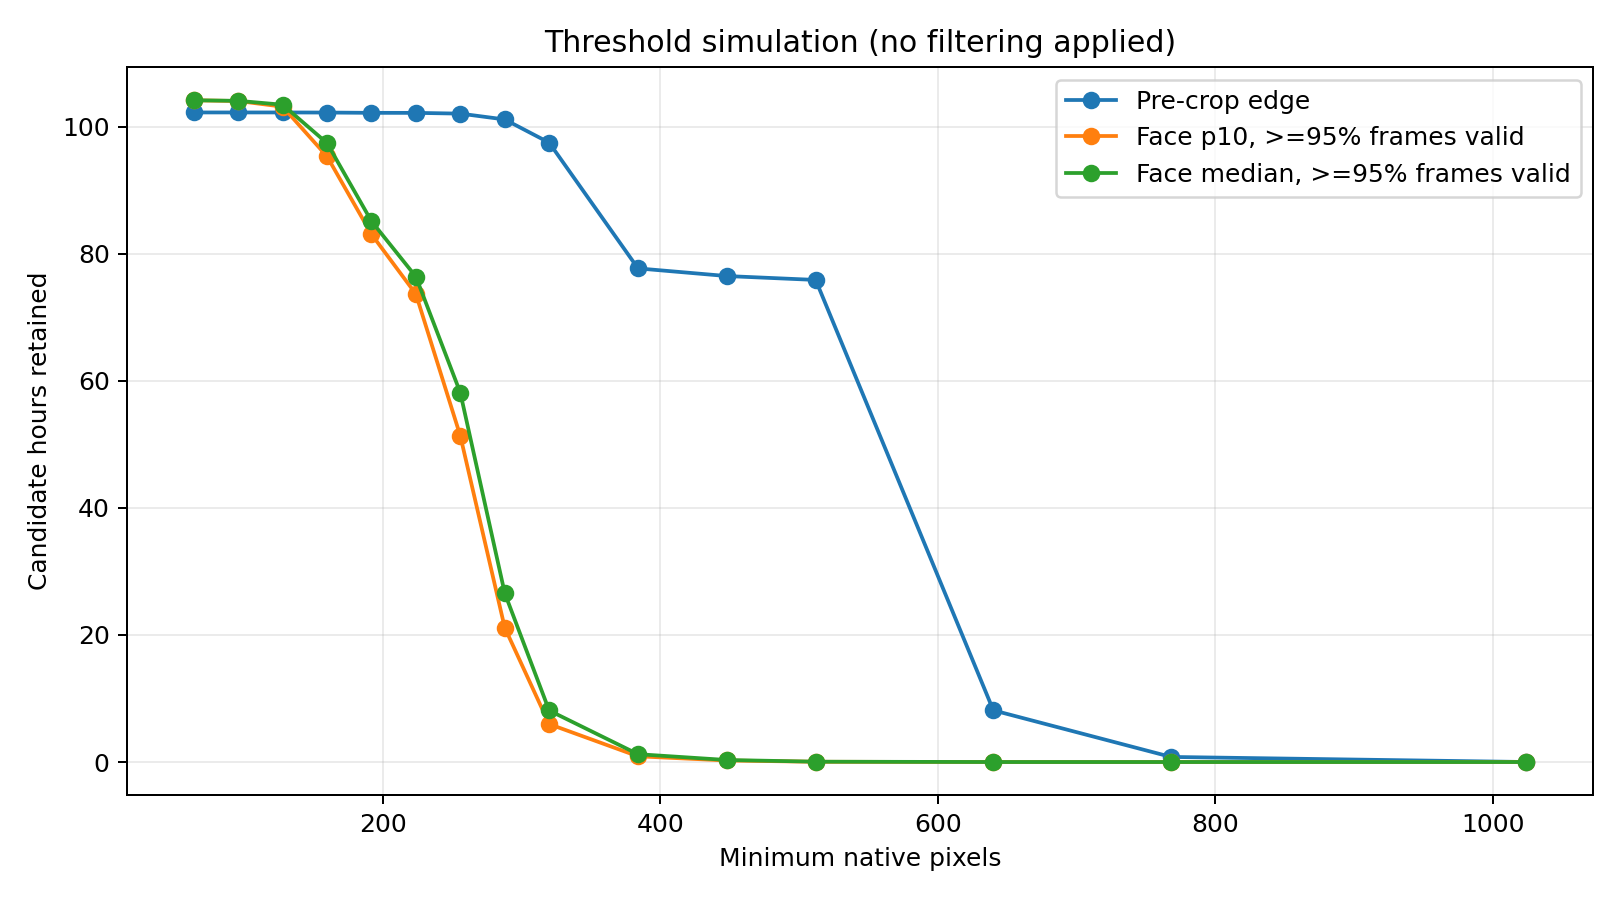 Threshold simulation (no filtering applied)
Pre-crop edge
Face p10, >=95% frames valid
Face median, >=95% frames valid
Candidate hours retained
100
80
60
40
20
0
200 400 600 800 1000
Minimum native pixels